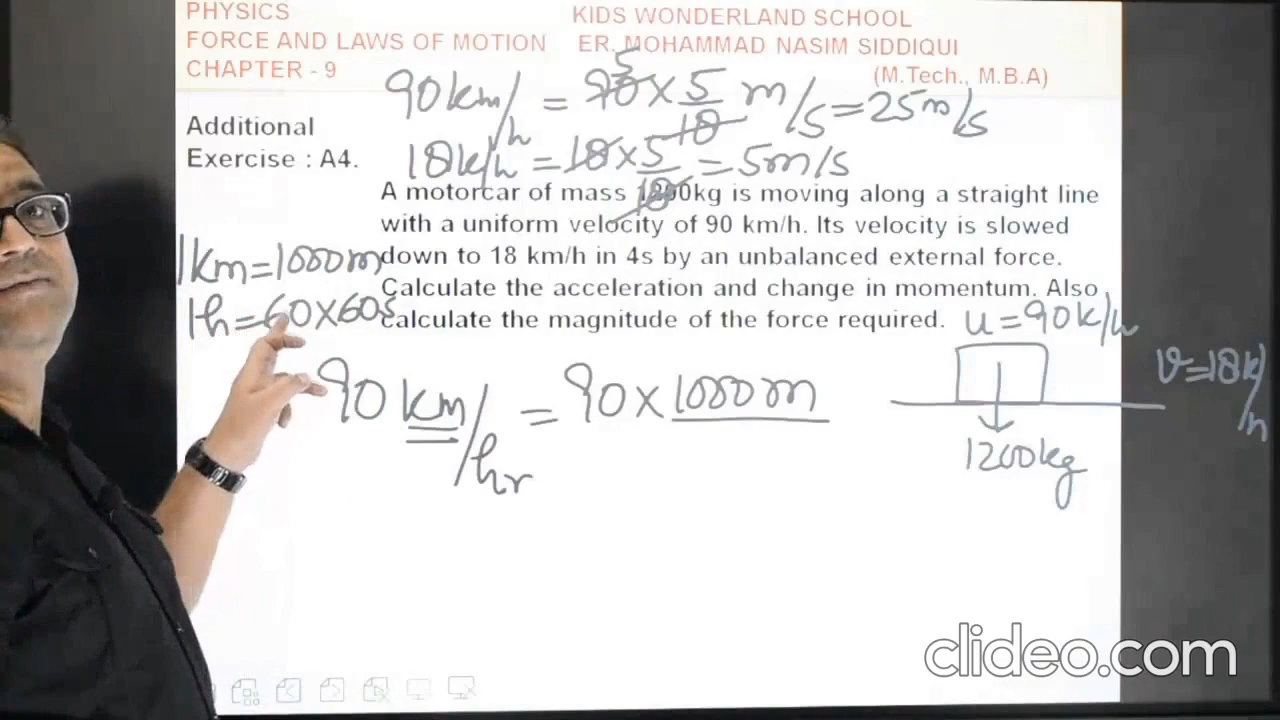 PHYSICS KIDS WONDERLAND SCHOOL
FORCE AND LAWS OF MOTION ER. MOHAMMAD NASIM SIDDIQUI
CHAPTER - 9 (M.Tech., M.B.A)
90km/h = 90 5 × 5/18 m/s = 25m/s
Additional
Exercise : A4.
18k/h = 18 × 5/18 = 5m/s
A motorcar of mass 1200kg is moving along a straight line
with a uniform velocity of 90 km/h. Its velocity is slowed
down to 18 km/h in 4s by an unbalanced external force.
Calculate the acceleration and change in momentum. Also
calculate the magnitude of the force required.
1km=1000m
1h=60×60s
u=90k/h
v=18k/h
90 km/hr = 90 × 1000m
1200kg
clideo.com